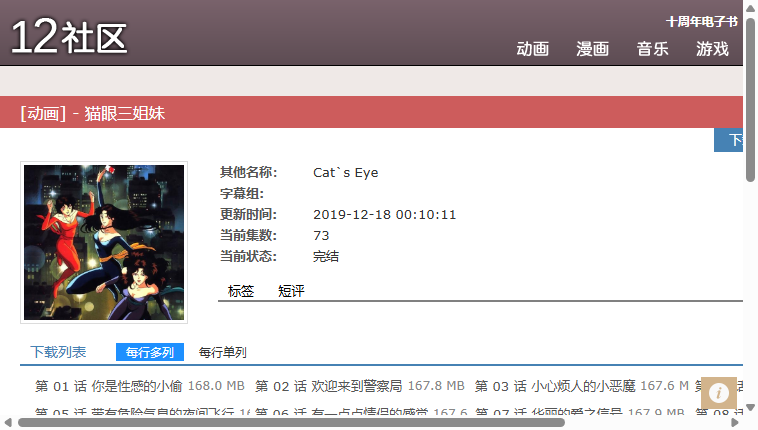 12社区
十周年电子书
动画 漫画 音乐 游戏
[动画] - 猫眼三姐妹
下载
其他名称: Cat`s Eye
字幕组:
更新时间: 2019-12-18 00:10:11
当前集数: 73
当前状态: 完结
标签 短评
下载列表 每行多列 每行单列
第 01 话 你是性感的小偷 168.0 MB 第 02 话 欢迎来到警察局 167.8 MB 第 03 话 小心烦人的小恶魔 167.6 M 第
第 05 话 带有危险气息的夜间飞行 16 第 06 话 有一点点情侣的感觉 167.6 第 07 话 华丽的爱之信号 167.9 MB 第 08 话